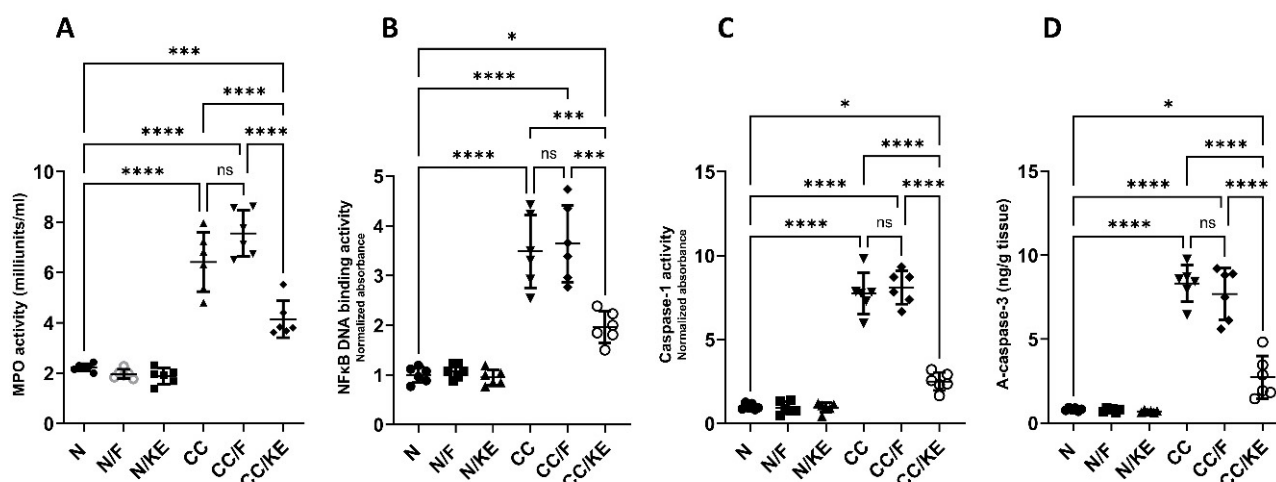 A
***
****
**** ****
**** ns
MPO activity (milliunits/ml)
10
8
6
4
2
0
N N/F N/KE CC CC/F CC/KE
B
*
****
***
**** ns ***
NFκB DNA binding activity
Normalized absorbance
5
4
3
2
1
0
N N/F N/KE CC CC/F CC/KE
C
*
****
**** ****
**** ns
Caspase-1 activity
Normalized absorbance
15
10
5
0
N N/F N/KE CC CC/F CC/KE
D
*
****
**** ****
**** ns
A-caspase-3 (ng/g tissue)
15
10
5
0
N N/F N/KE CC CC/F CC/KE